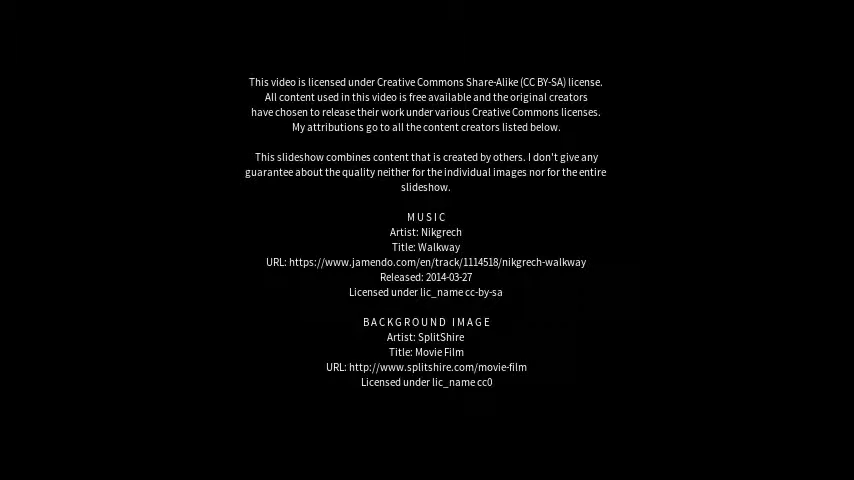 This video is licensed under Creative Commons Share-Alike (CC BY-SA) license.
All content used in this video is free available and the original creators
have chosen to release their work under various Creative Commons licenses.
My attributions go to all the content creators listed below.
This slideshow combines content that is created by others. I don't give any
guarantee about the quality neither for the individual images nor for the entire
slideshow.
MUSIC
Artist: Nikgrech
Title: Walkway
URL: https://www.jamendo.com/en/track/1114518/nikgrech-walkway
Released: 2014-03-27
Licensed under lic_name cc-by-sa
BACKGROUND IMAGE
Artist: SplitShire
Title: Movie Film
URL: http://www.splitshire.com/movie-film
Licensed under lic_name cc0